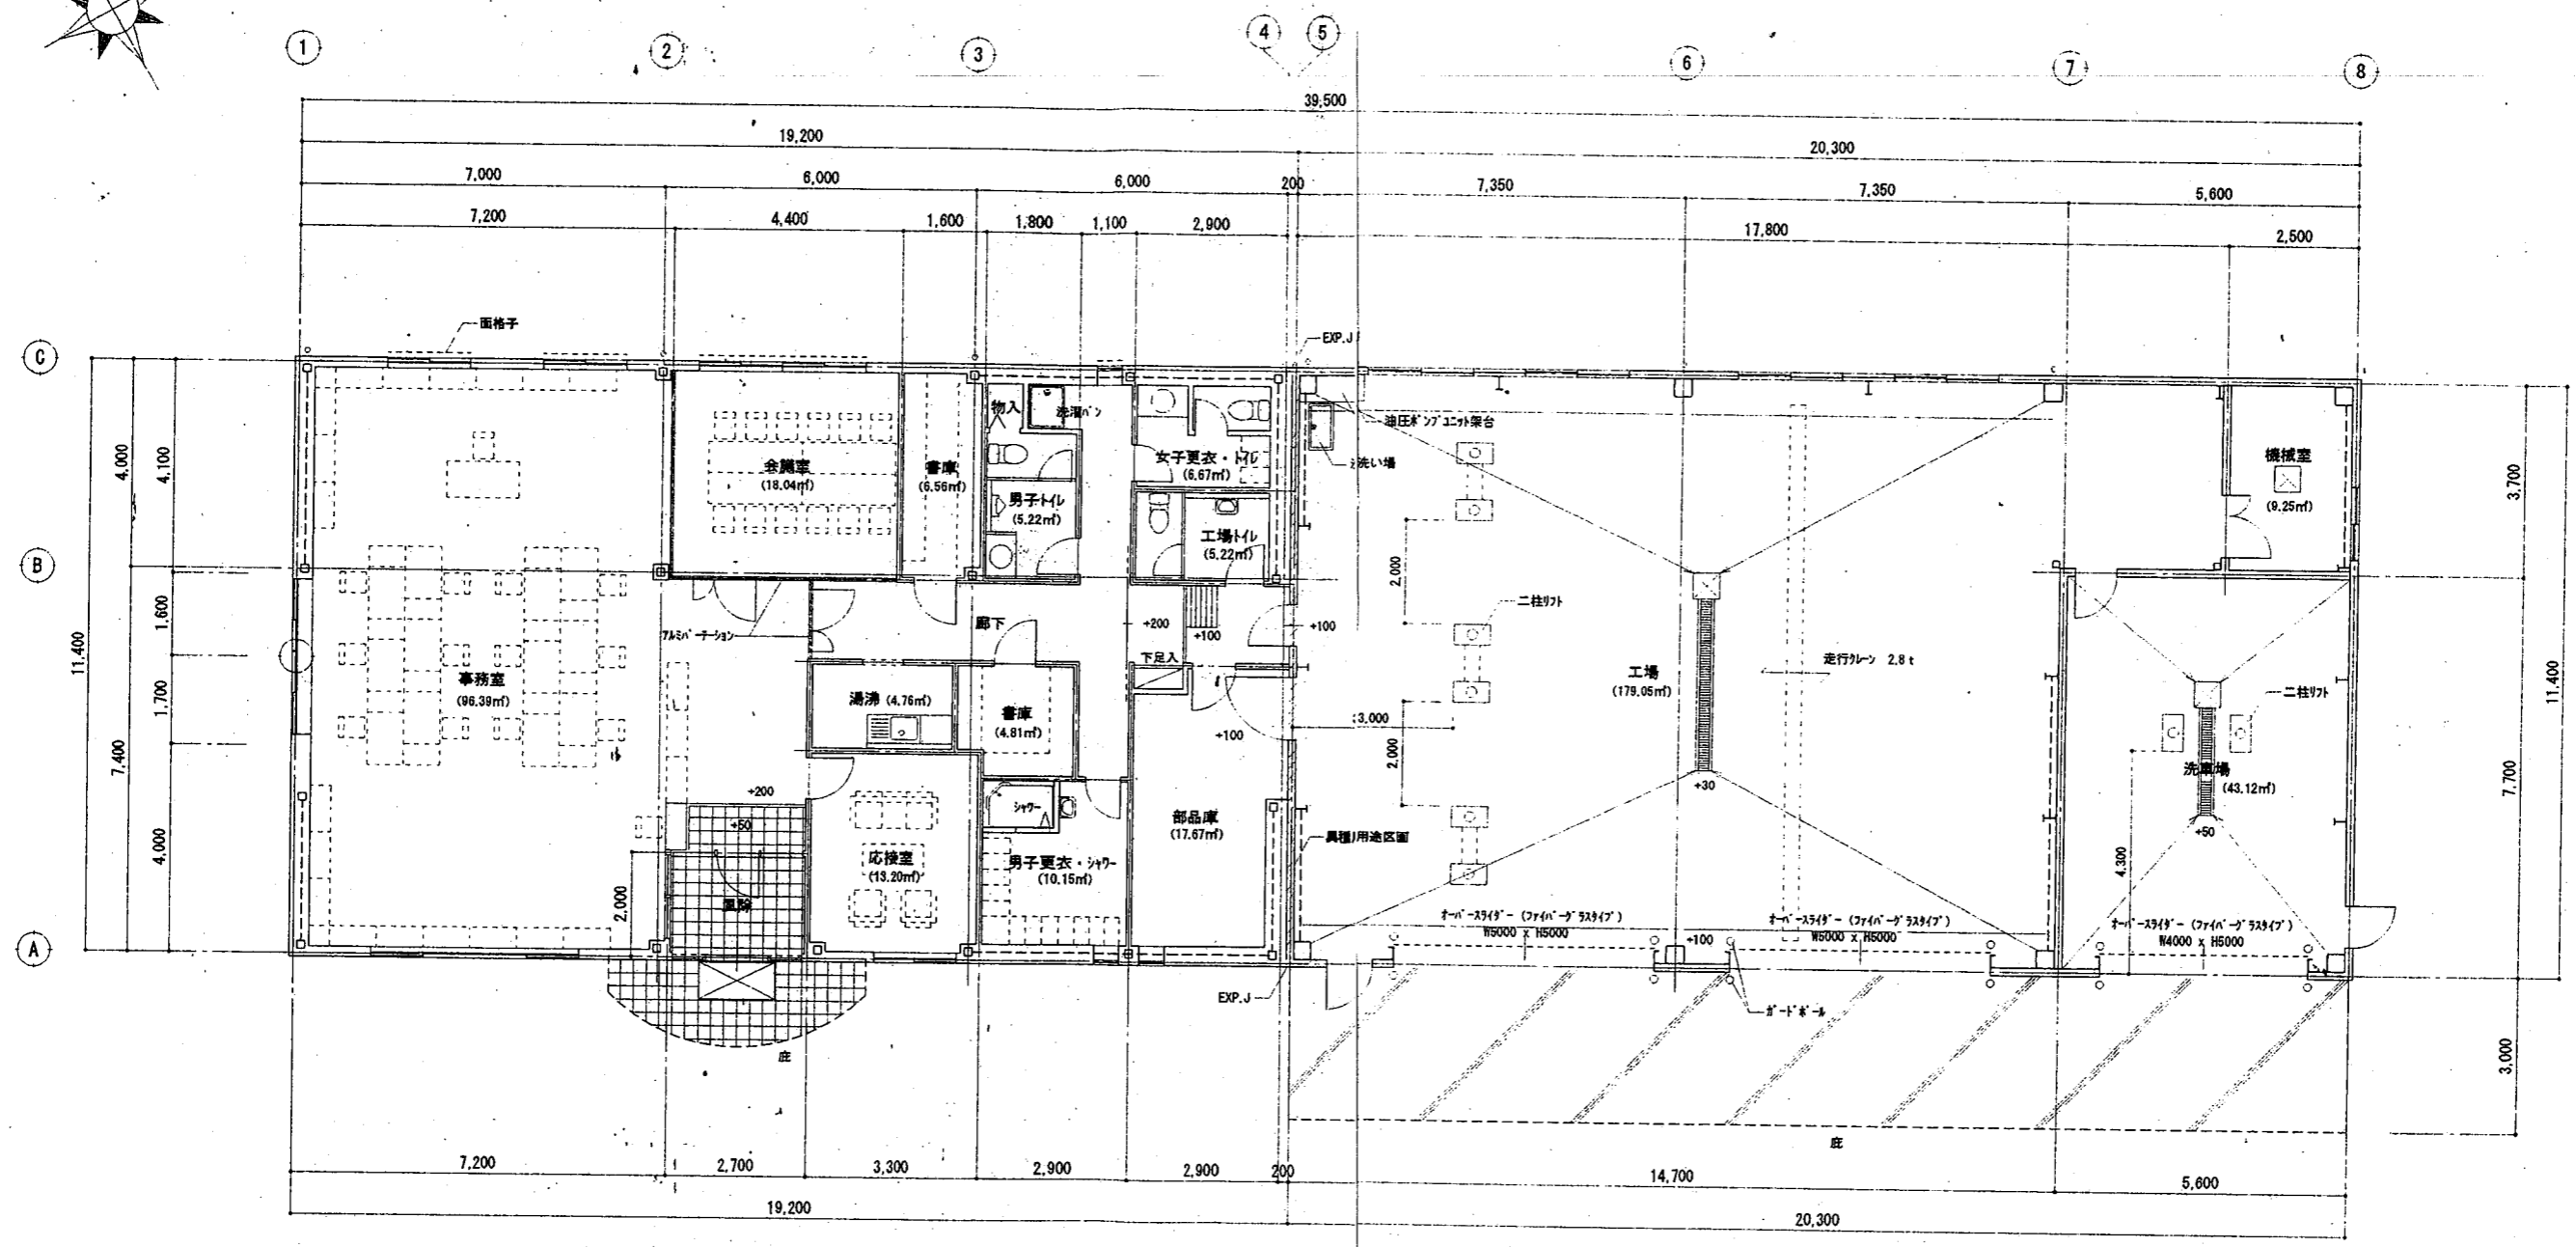 1
2
3
4
5
6
7
8
39,500
19,200
20,300
7,000
6,000
6,000
200
7,350
7,350
5,600
7,200
4,400
1,600
1,800
1,100
2,900
17,800
2,500
面格子
EXP.J
C
B
A
11,400
4,000
7,400
4,100
1,600
1,700
4,000
物入
洗濯パン
油圧ポンプユニット架台
洗い場
会議室
(18.04㎡)
書庫
(6.56㎡)
女子更衣・トイレ
(6.67㎡)
機械室
(9.25㎡)
男子トイレ
(5.22㎡)
工場トイレ
(5.22㎡)
2,000
二柱リフト
廊下
+200
+100
+100
アルミパーテーション
下足入
事務室
(96.39㎡)
湯沸 (4.76㎡)
書庫
(4.81㎡)
工場
(179.05㎡)
走行クレーン 2.8t
二柱リフト
3,000
+100
2,000
洗車場
(43.12㎡)
+30
+50
+200
+50
シャワー
部品庫
(17.67㎡)
異種用途区画
応接室
(13.20㎡)
男子更衣・シャワー
(10.15㎡)
風除
2,000
4,300
オーバースライダー (ファイバーグラスタイプ)
W5000 x H5000
オーバースライダー (ファイバーグラスタイプ)
W5000 x H5000
オーバースライダー (ファイバーグラスタイプ)
W4000 x H5000
+100
EXP.J
ガードポール
庇
庇
3,700
7,700
11,400
3,000
7,200
2,700
3,300
2,900
2,900
200
14,700
5,600
19,200
20,300